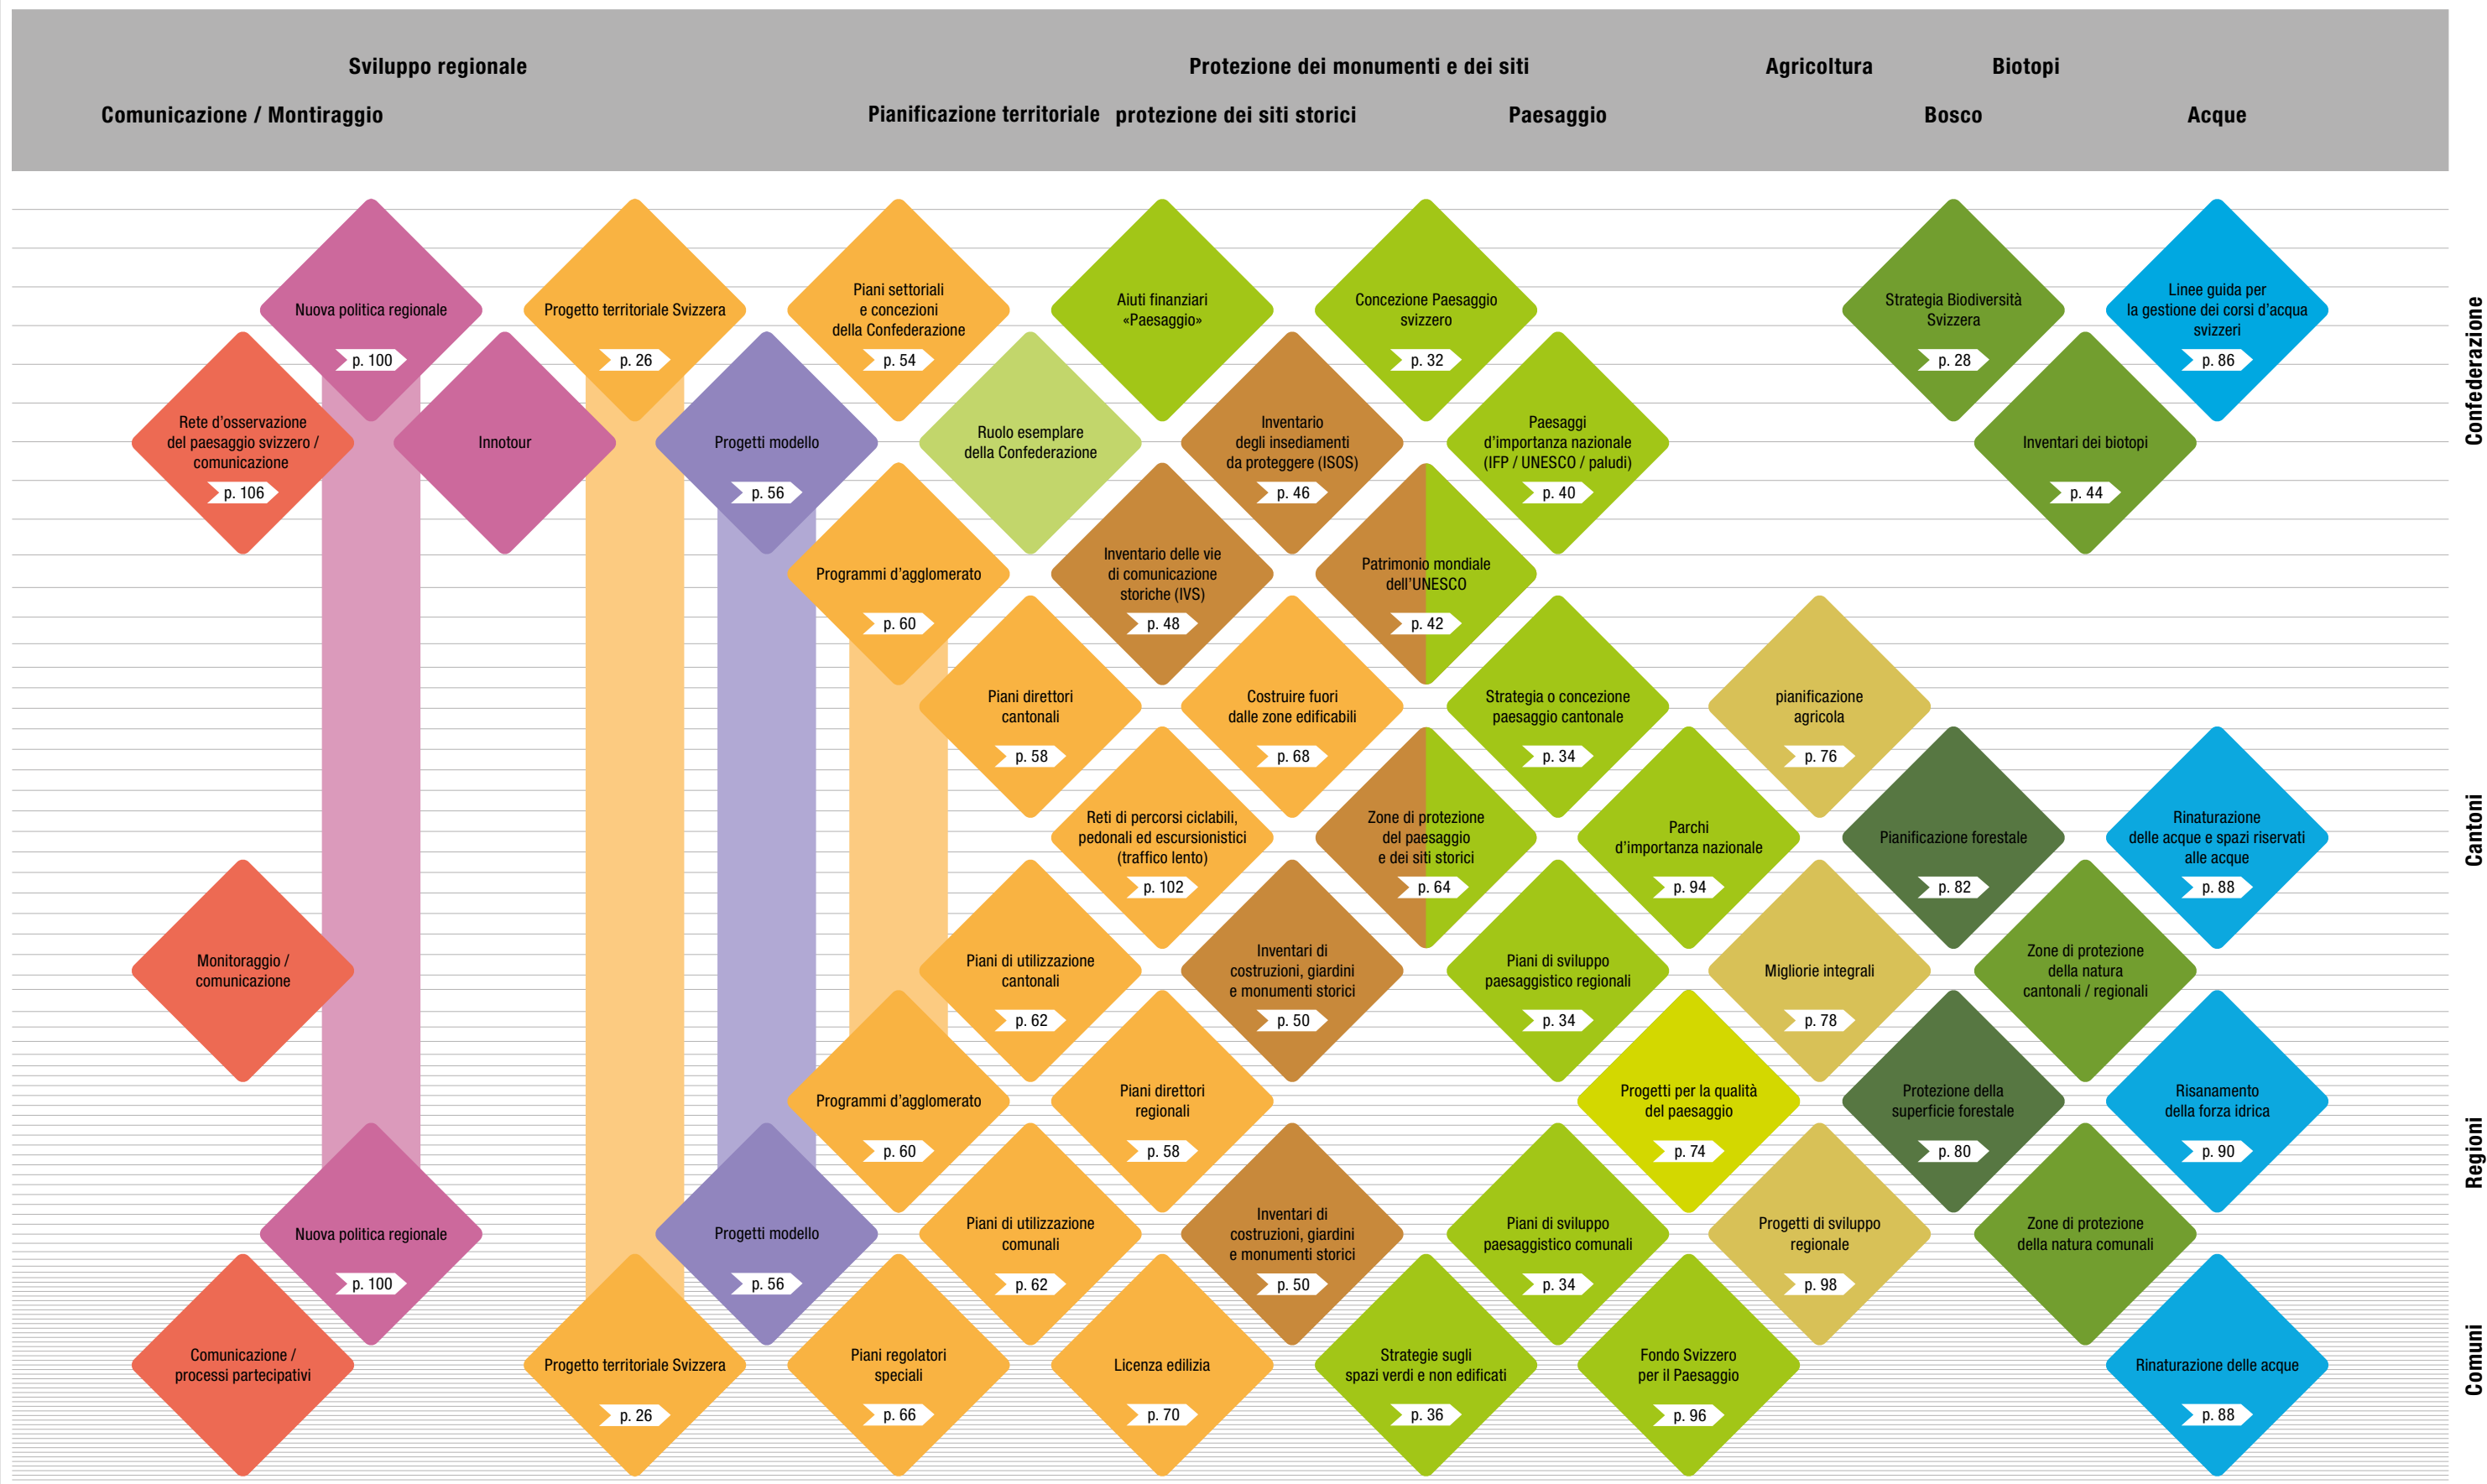 Sviluppo regionale
Protezione dei monumenti e dei siti
Agricoltura
Biotopi
Comunicazione / Montiraggio
Pianificazione territoriale
protezione dei siti storici
Paesaggio
Bosco
Acque
Nuova politica regionale
p. 100
Progetto territoriale Svizzera
p. 26
Piani settoriali
e concezioni
della Confederazione
p. 54
Aiuti finanziari
«Paesaggio»
Concezione Paesaggio
svizzero
p. 32
Strategia Biodiversità
Svizzera
p. 28
Linee guida per
la gestione dei corsi d'acqua
svizzeri
p. 86
Confederazione
Rete d'osservazione
del paesaggio svizzero /
comunicazione
p. 106
Innotour
Progetti modello
p. 56
Ruolo esemplare
della Confederazione
Inventario
degli insediamenti
da proteggere (ISOS)
p. 46
Paesaggi
d'importanza nazionale
(IFP / UNESCO / paludi)
p. 40
Inventari dei biotopi
p. 44
Programmi d'agglomerato
p. 60
Inventario delle vie
di comunicazione
storiche (IVS)
p. 48
Patrimonio mondiale
dell'UNESCO
p. 42
Piani direttori
cantonali
p. 58
Costruire fuori
dalle zone edificabili
p. 68
Strategia o concezione
paesaggio cantonale
p. 34
pianificazione
agricola
p. 76
Reti di percorsi ciclabili,
pedonali ed escursionistici
(traffico lento)
p. 102
Zone di protezione
del paesaggio
e dei siti storici
p. 64
Parchi
d'importanza nazionale
p. 94
Pianificazione forestale
p. 82
Rinaturazione
delle acque e spazi riservati
alle acque
p. 88
Cantoni
Monitoraggio /
comunicazione
Piani di utilizzazione
cantonali
p. 62
Inventari di
costruzioni, giardini
e monumenti storici
p. 50
Piani di sviluppo
paesaggistico regionali
p. 34
Migliorie integrali
p. 78
Zone di protezione
della natura
cantonali / regionali
Programmi d'agglomerato
p. 60
Piani direttori
regionali
p. 58
Progetti per la qualità
del paesaggio
p. 74
Protezione della
superficie forestale
p. 80
Risanamento
della forza idrica
p. 90
Regioni
Nuova politica regionale
p. 100
Progetti modello
p. 56
Piani di utilizzazione
comunali
p. 62
Inventari di
costruzioni, giardini
e monumenti storici
p. 50
Piani di sviluppo
paesaggistico comunali
p. 34
Progetti di sviluppo
regionale
p. 98
Zone di protezione
della natura comunali
Comunicazione /
processi partecipativi
Progetto territoriale Svizzera
p. 26
Piani regolatori
speciali
p. 66
Licenza edilizia
p. 70
Strategie sugli
spazi verdi e non edificati
p. 36
Fondo Svizzero
per il Paesaggio
p. 96
Rinaturazione delle acque
p. 88
Comuni